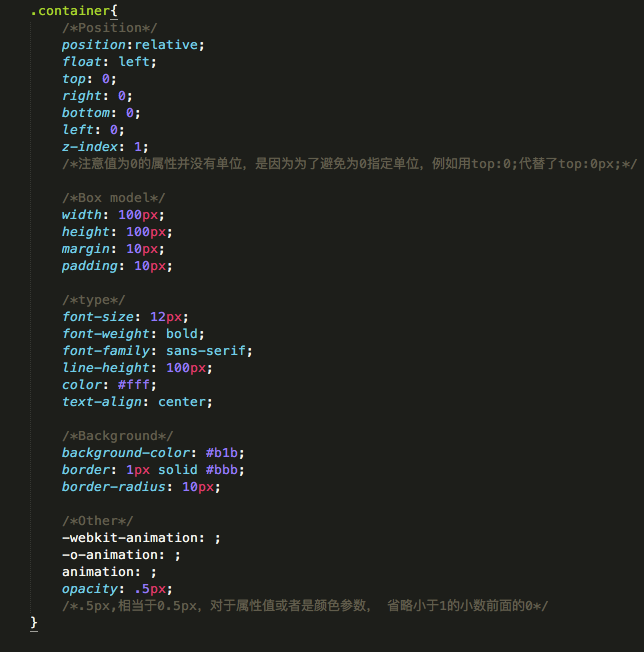 .container{
/*Position*/
position:relative;
float: left;
top: 0;
right: 0;
bottom: 0;
left: 0;
z-index: 1;
/*注意值为0的属性并没有单位，是因为为了避免为0指定单位，例如用top:0;代替了top:0px;*/
/*Box model*/
width: 100px;
height: 100px;
margin: 10px;
padding: 10px;
/*type*/
font-size: 12px;
font-weight: bold;
font-family: sans-serif;
line-height: 100px;
color: #fff;
text-align: center;
/*Background*/
background-color: #b1b;
border: 1px solid #bbb;
border-radius: 10px;
/*Other*/
-webkit-animation: ;
-o-animation: ;
animation: ;
opacity: .5px;
/*.5px,相当于0.5px，对于属性值或者是颜色参数， 省略小于1的小数前面的0*/
}